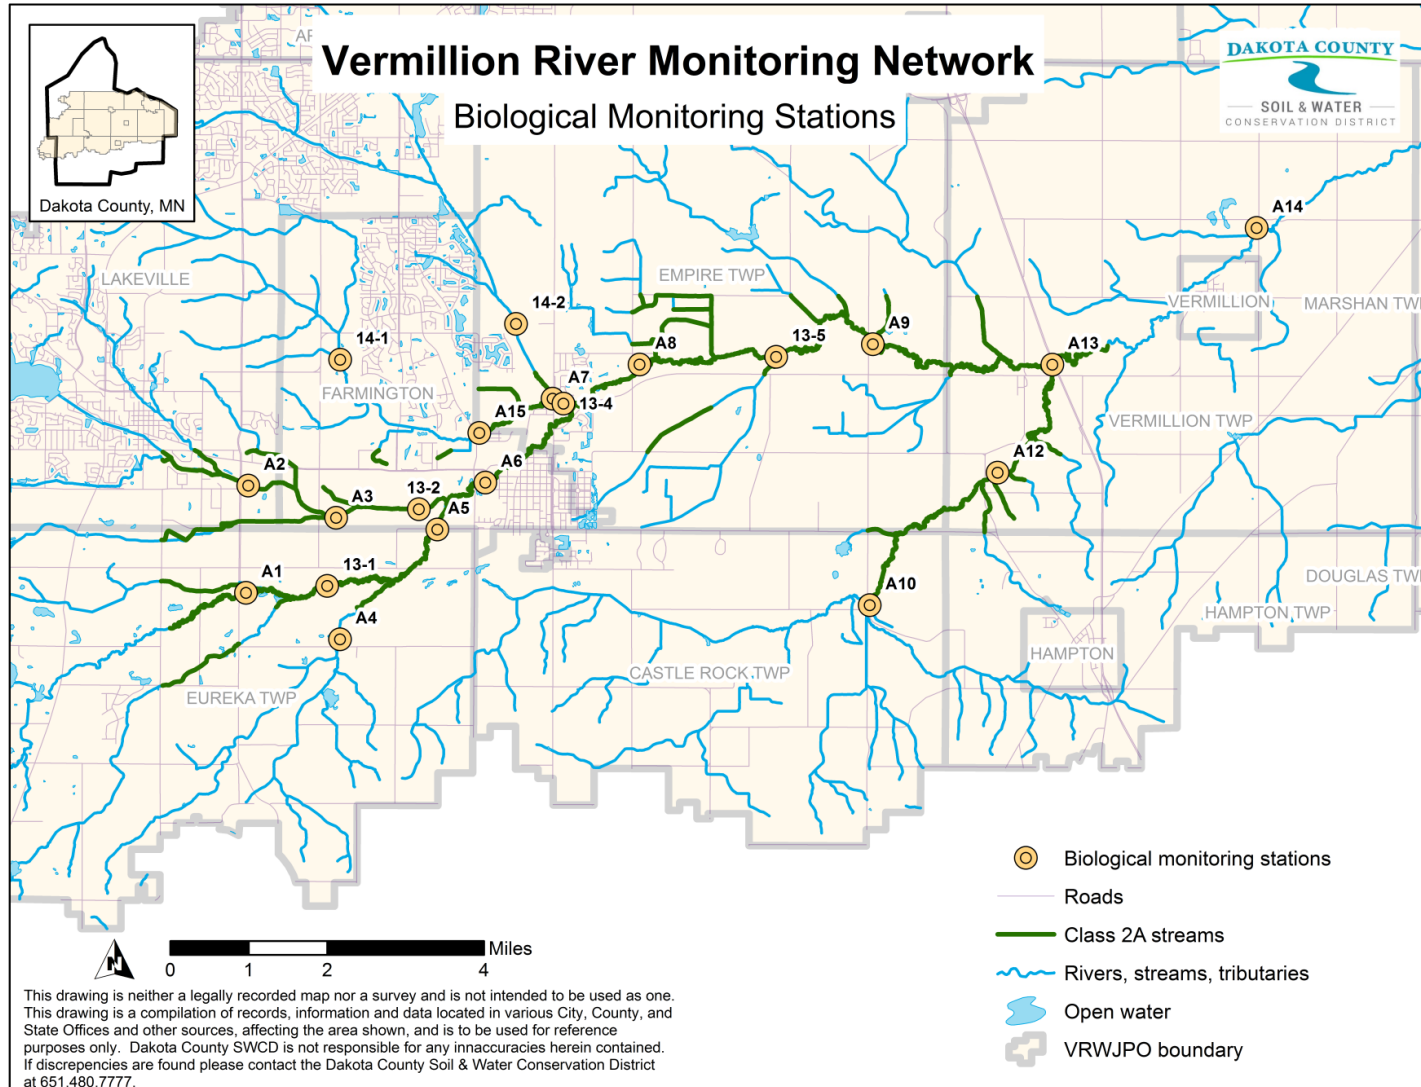 Vermillion River Monitoring Network
Biological Monitoring Stations
Dakota County, MN
DAKOTA COUNTY
SOIL & WATER
CONSERVATION DISTRICT
A14
LAKEVILLE
EMPIRE TWP
VERMILLION
MARSHAN TW
14-2
14-1
A8
13-5
A9
A13
FARMINGTON
A7
13-4
A15
VERMILLION TWP
A2
A6
A12
A3
13-2
A5
A1
13-1
A4
A10
DOUGLAS TW
HAMPTON TWP
HAMPTON
CASTLE ROCK TWP
EUREKA TWP
Biological monitoring stations
Roads
Class 2A streams
Rivers, streams, tributaries
Open water
VRWJPO boundary
N
Miles
0 1 2 4
This drawing is neither a legally recorded map nor a survey and is not intended to be used as one.
This drawing is a compilation of records, information and data located in various City, County, and
State Offices and other sources, affecting the area shown, and is to be used for reference
purposes only. Dakota County SWCD is not responsible for any innaccuracies herein contained.
If discrepencies are found please contact the Dakota County Soil & Water Conservation District
at 651.480.7777.